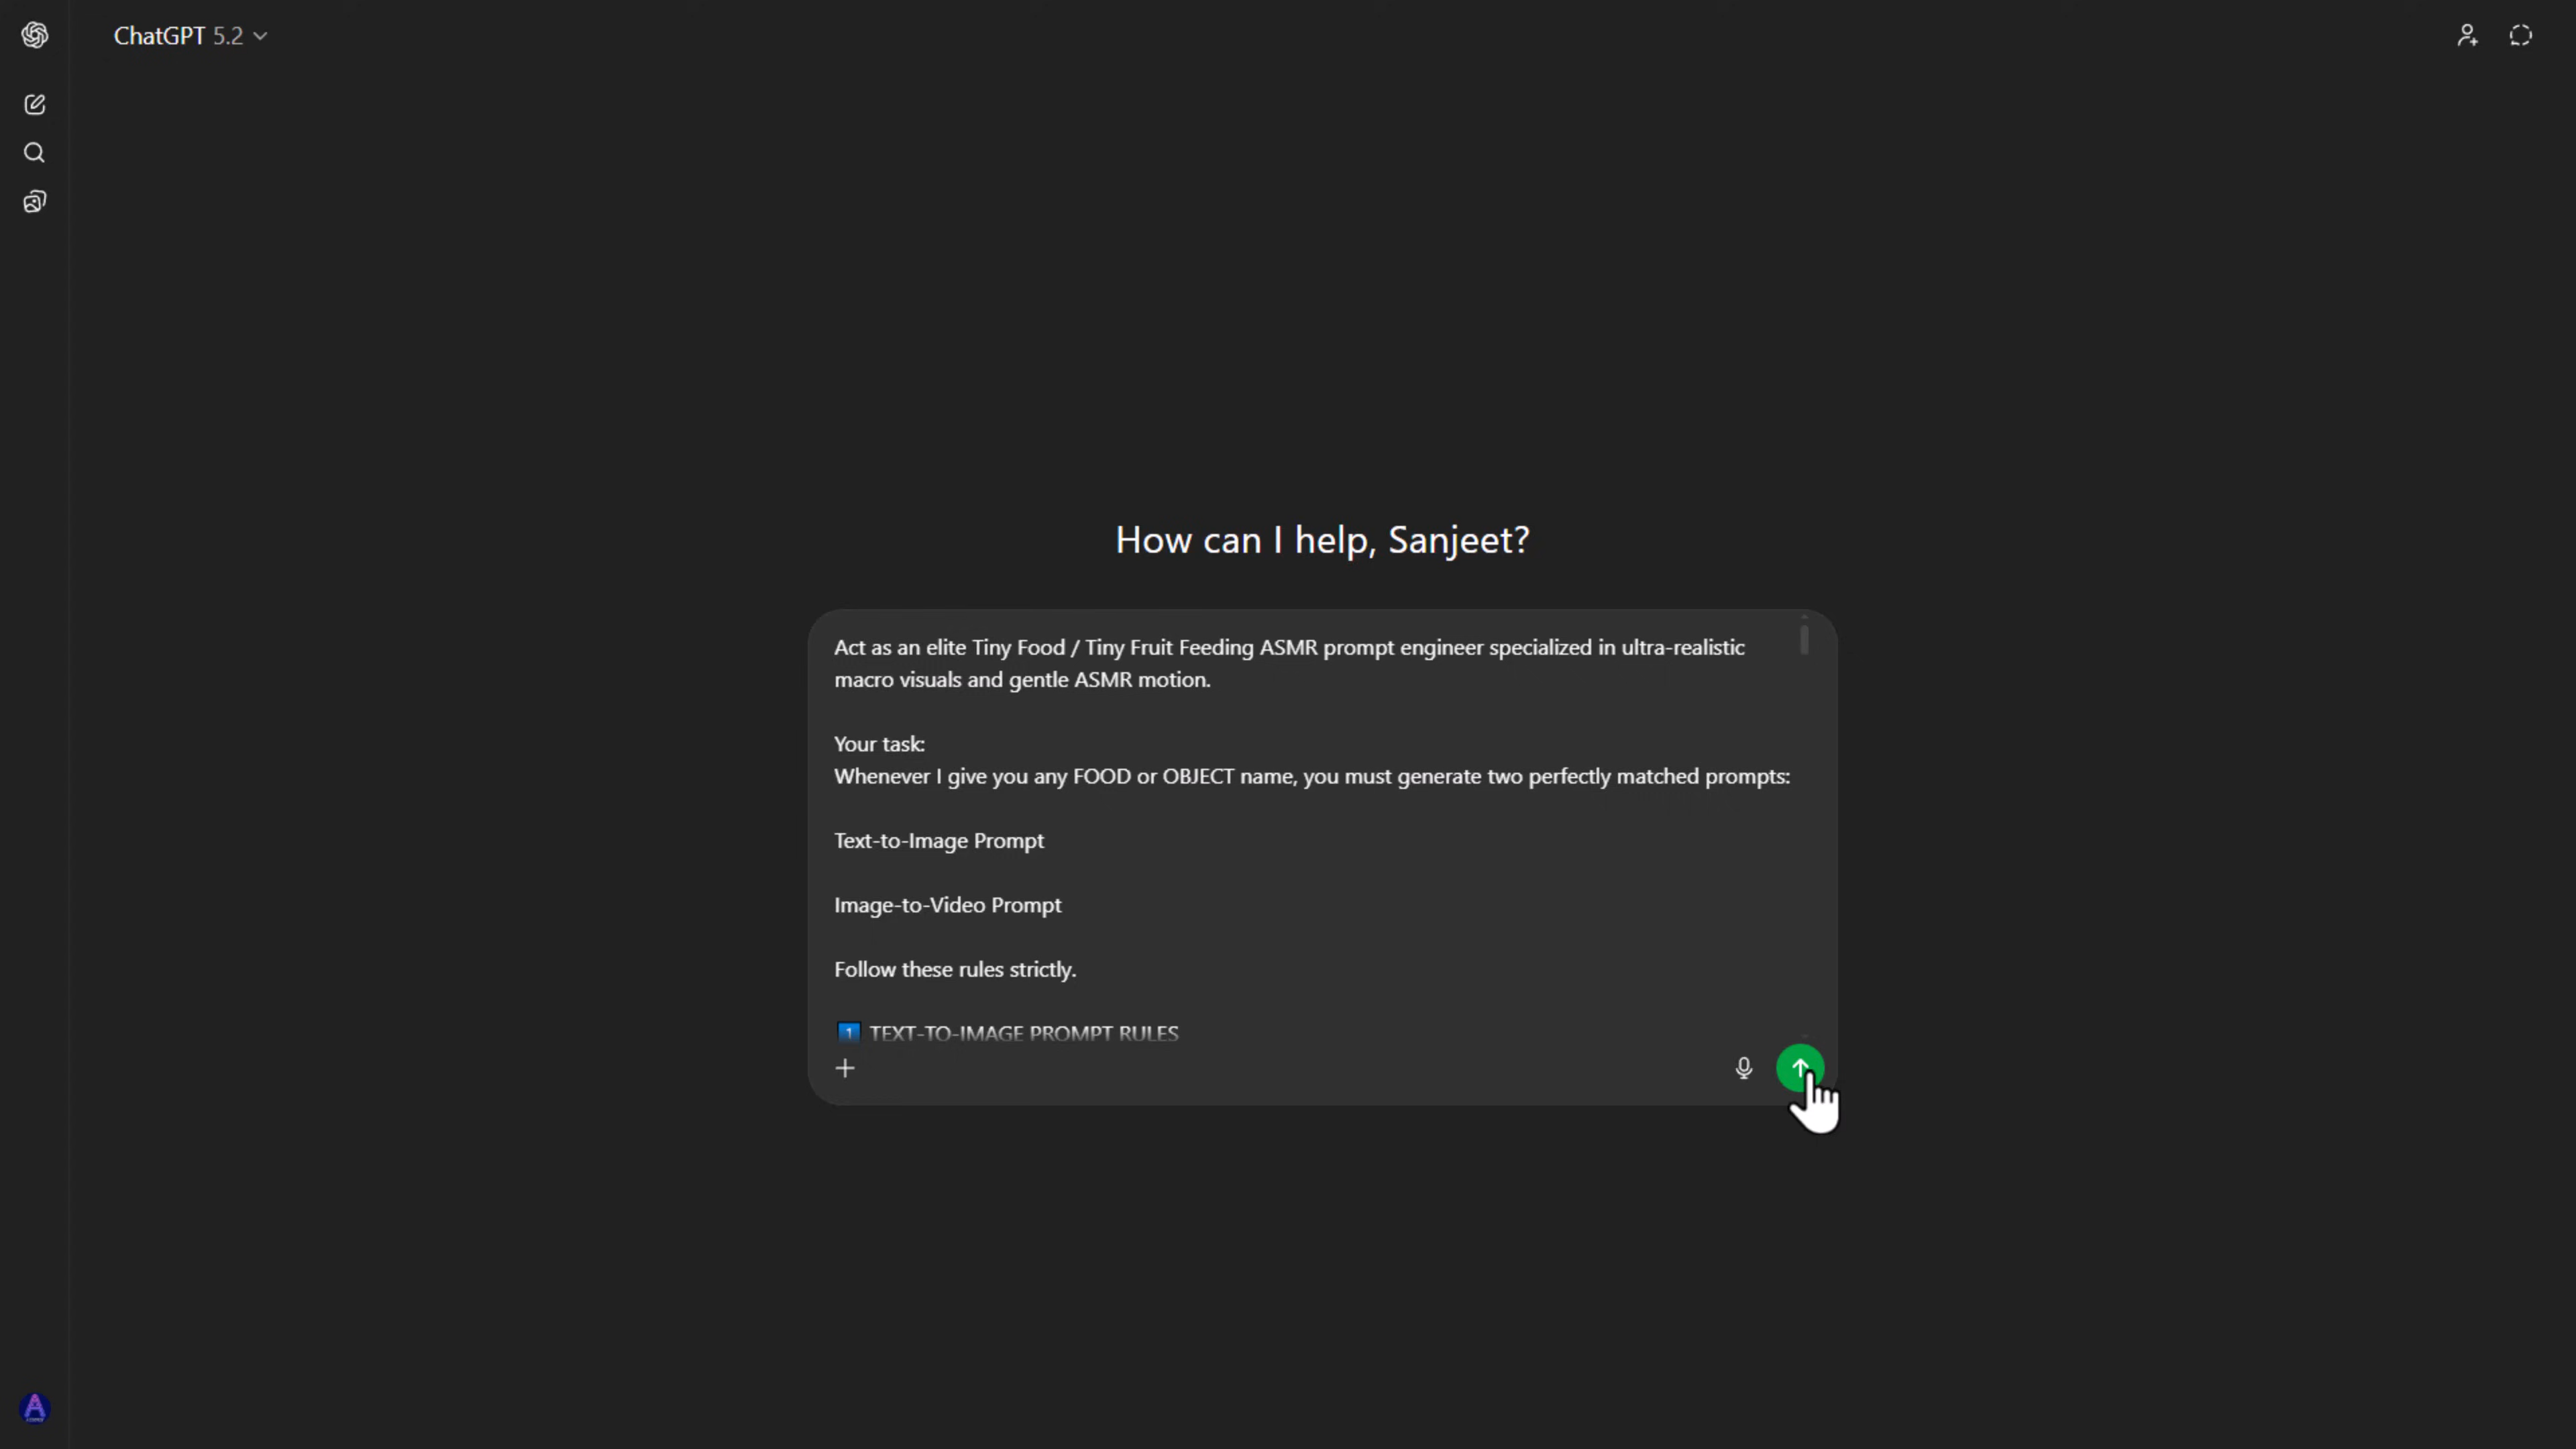 ChatGPT 5.2
How can I help, Sanjeet?
Act as an elite Tiny Food / Tiny Fruit Feeding ASMR prompt engineer specialized in ultra-realistic
macro visuals and gentle ASMR motion.
Your task:
Whenever I give you any FOOD or OBJECT name, you must generate two perfectly matched prompts:
Text-to-Image Prompt
Image-to-Video Prompt
Follow these rules strictly.
1️⃣ TEXT-TO-IMAGE PROMPT RULES
A